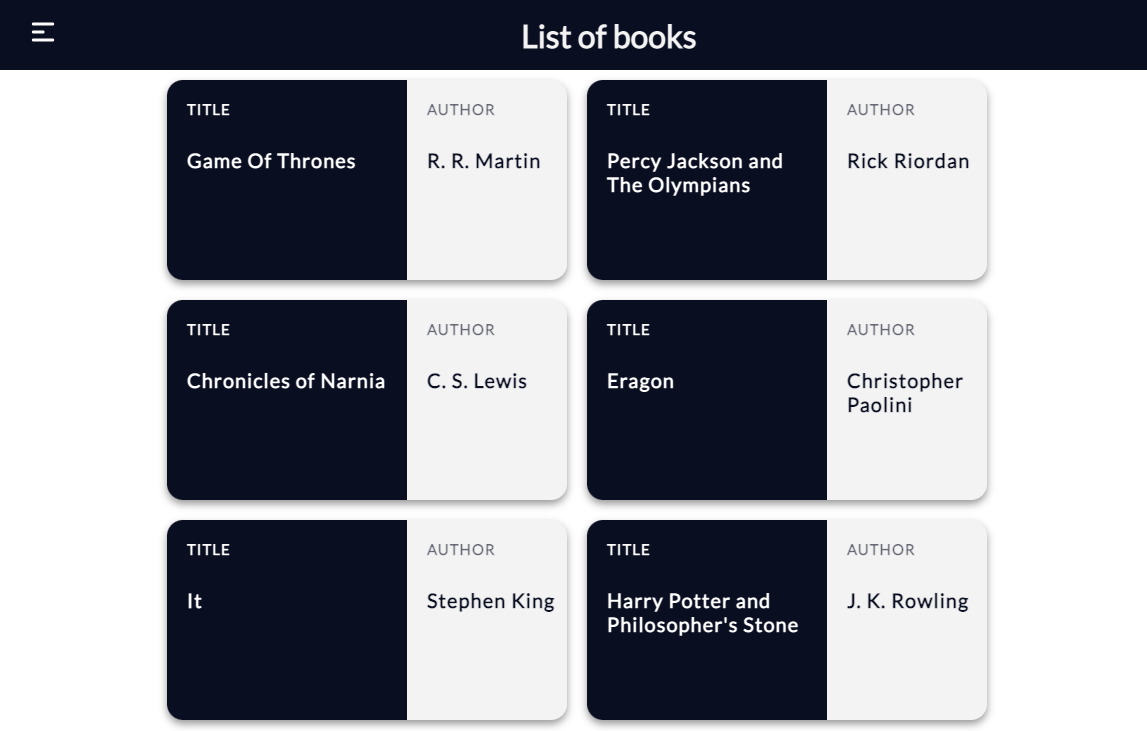 List of books
TITLE
Game Of Thrones
AUTHOR
R. R. Martin
TITLE
Percy Jackson and
The Olympians
AUTHOR
Rick Riordan
TITLE
Chronicles of Narnia
AUTHOR
C. S. Lewis
TITLE
Eragon
AUTHOR
Christopher
Paolini
TITLE
It
AUTHOR
Stephen King
TITLE
Harry Potter and
Philosopher's Stone
AUTHOR
J. K. Rowling